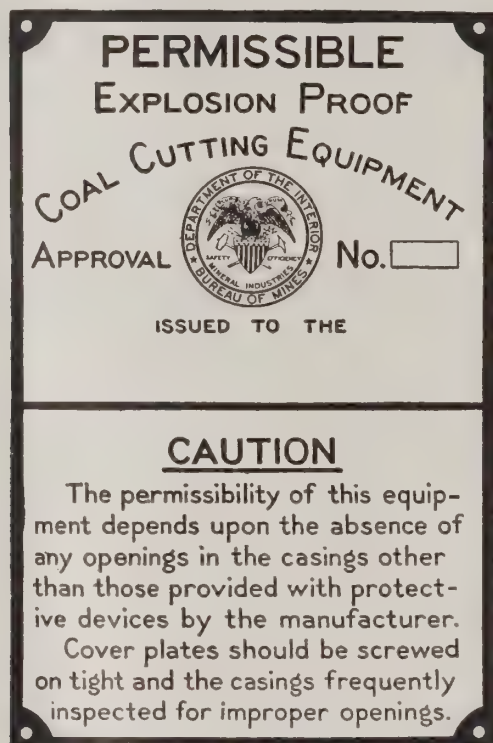 PERMISSIBLE
EXPLOSION PROOF
COAL CUTTING EQUIPMENT
APPROVAL
DEPARTMENT OF THE INTERIOR
SAFETY EFFICIENCY
MINERAL INDUSTRIES
BUREAU OF MINES
No.
ISSUED TO THE
CAUTION
The permissibility of this equip-
ment depends upon the absence of
any openings in the casings other
than those provided with protect-
ive devices by the manufacturer.
Cover plates should be screwed
on tight and the casings frequently
inspected for improper openings.